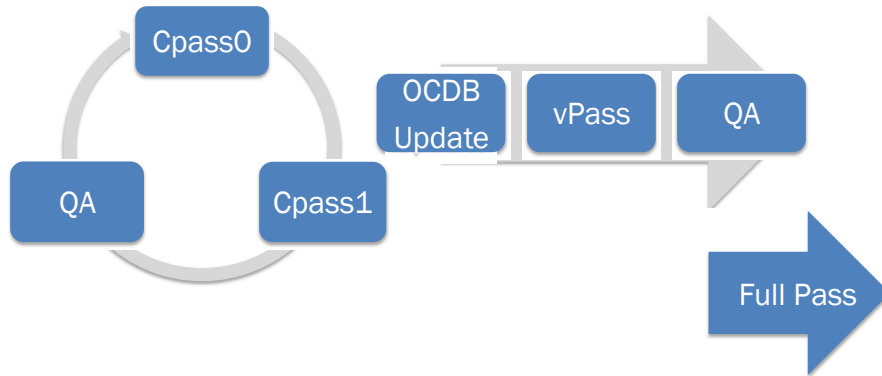 Cpass0
QA
Cpass1
OCDB
Update
vPass
QA
Full Pass